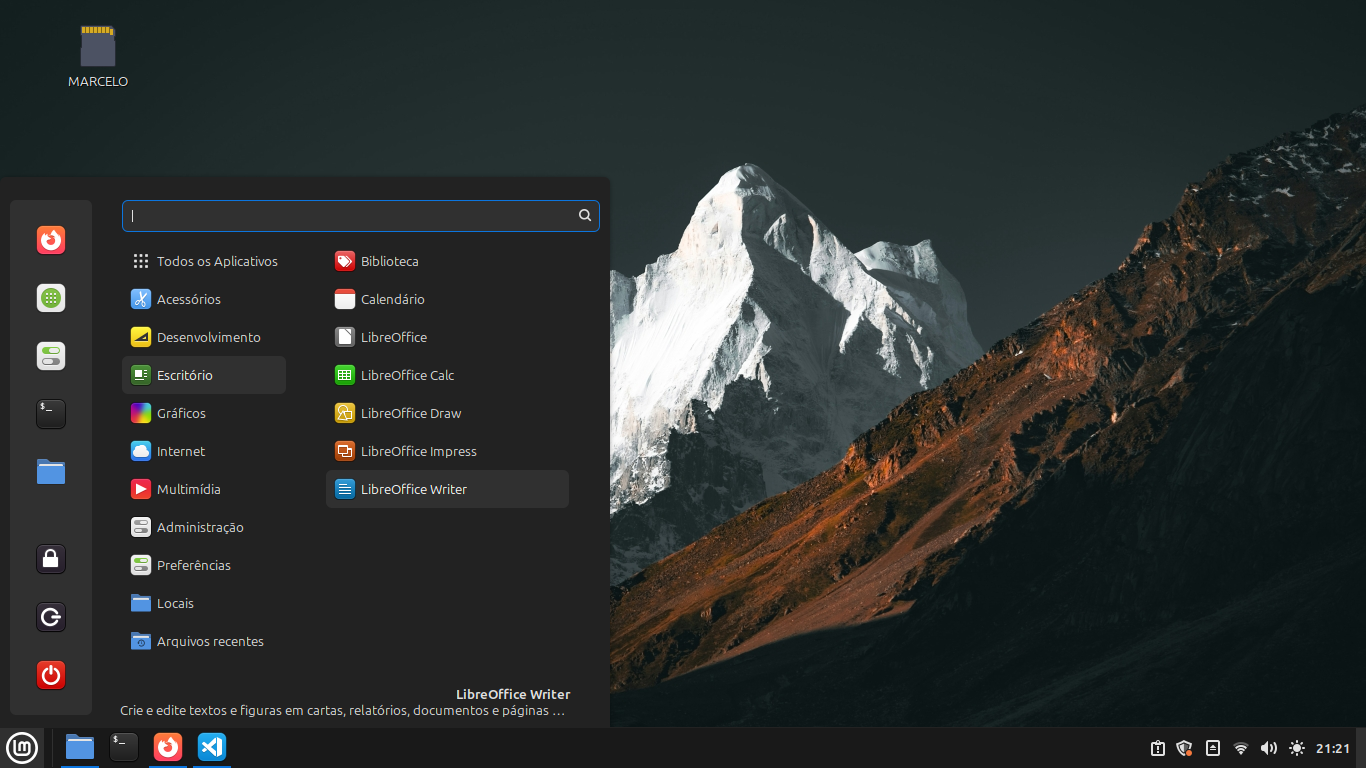 MARCELO
Todos os Aplicativos
Acessórios
Desenvolvimento
Escritório
Gráficos
Internet
Multimídia
Administração
Preferências
Locais
Arquivos recentes
Biblioteca
Calendário
LibreOffice
LibreOffice Calc
LibreOffice Draw
LibreOffice Impress
LibreOffice Writer
LibreOffice Writer
Crie e edite textos e figuras em cartas, relatórios, documentos e páginas …
$_
$_
21:21